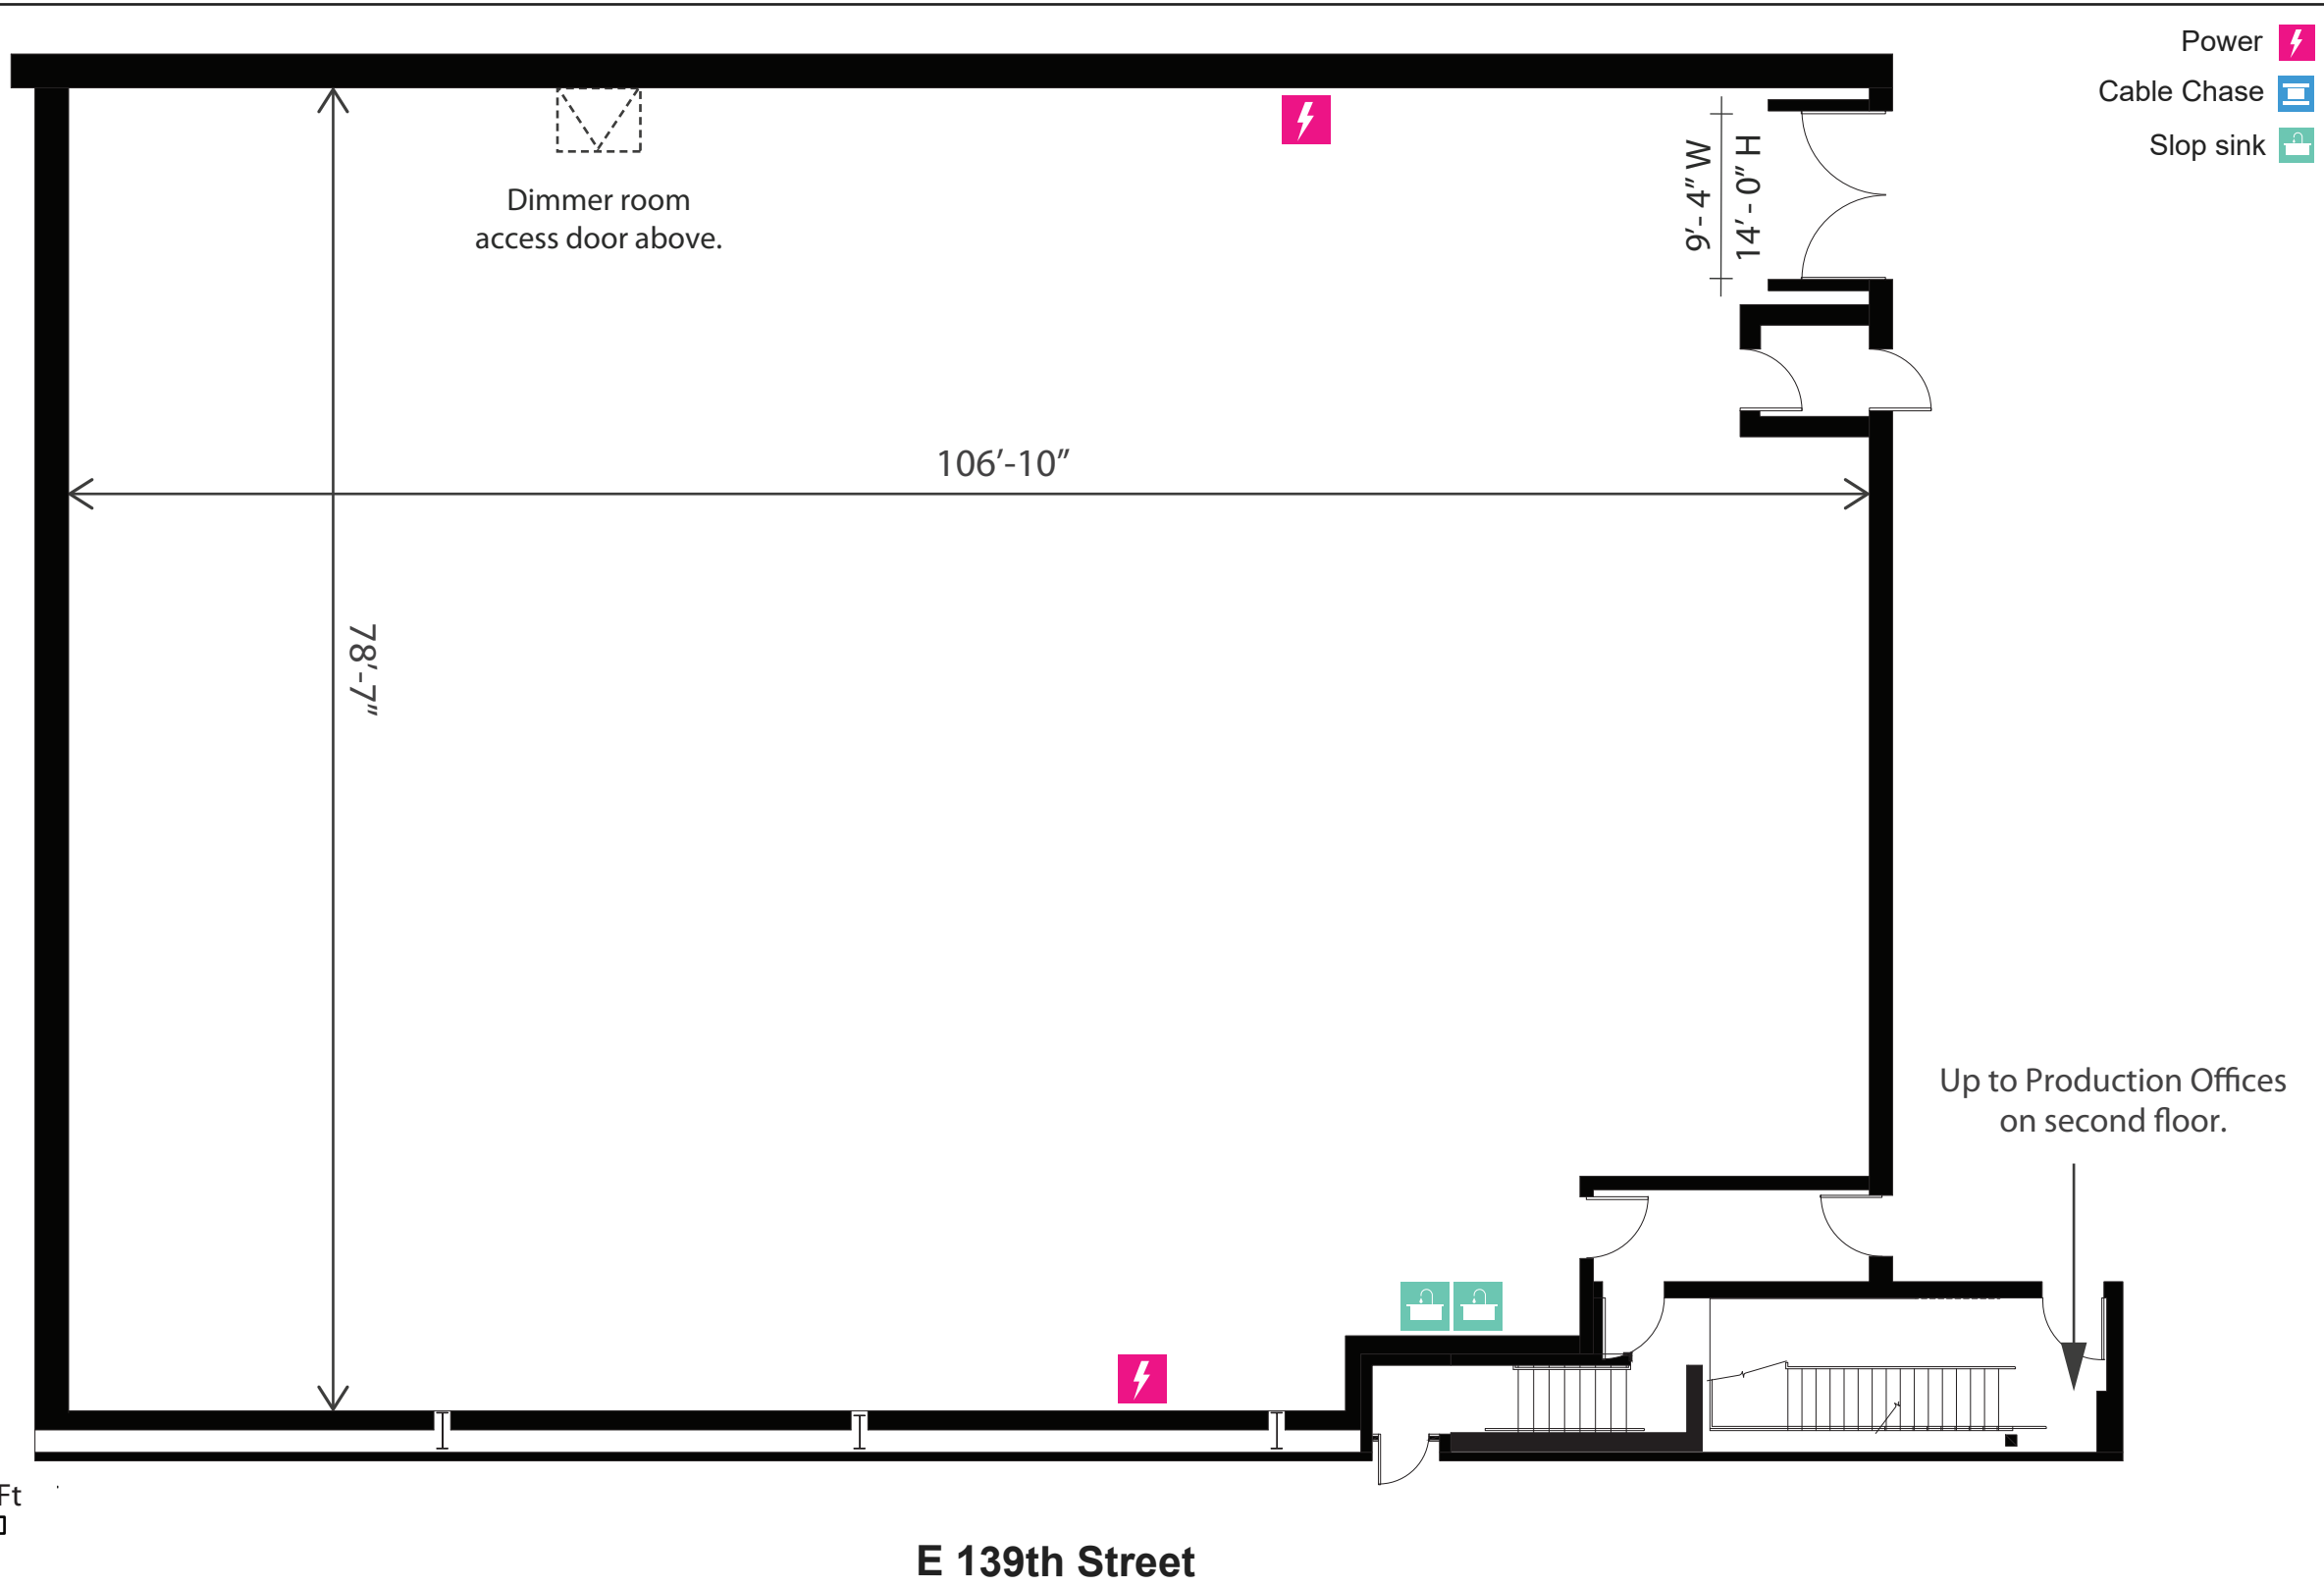 Power
Cable Chase
Slop sink
9’- 4” W
14’ - 0” H
Dimmer room
access door above.
106’-10”
78’-7”
Up to Production Offices
on second floor.
Ft
E 139th Street